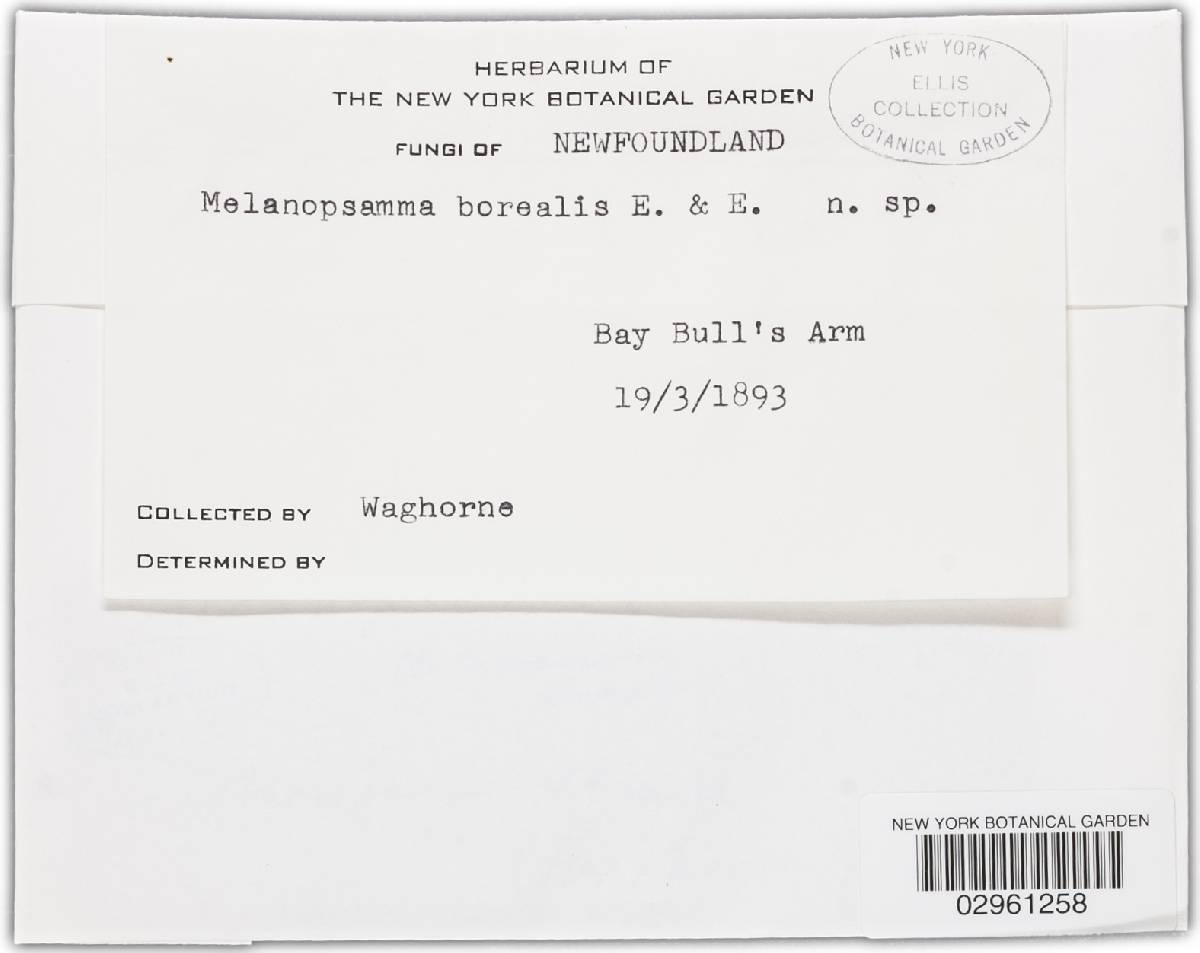 HERBARIUM OF
THE NEW YORK BOTANICAL GARDEN
FUNGI OF NEWFOUNDLAND
NEW YORK
ELLIS
COLLECTION
BOTANICAL GARDEN
Melanopsamma borealis E. & E. n. sp.
Bay Bull's Arm
19/3/1893
COLLECTED BY Waghorne
DETERMINED BY
NEW YORK BOTANICAL GARDEN
02961258